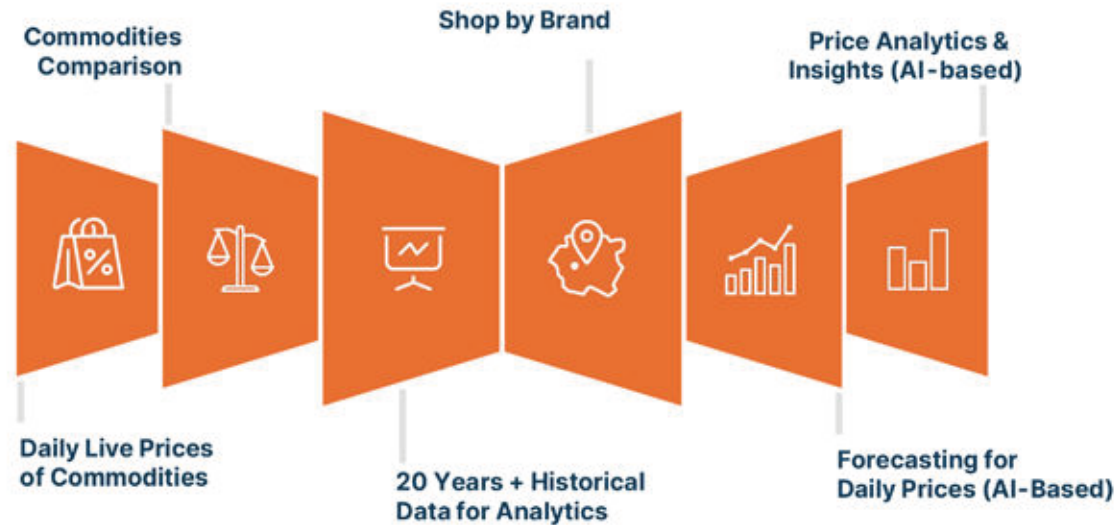 Shop by Brand
Commodities
Comparison
Price Analytics &
Insights (AI-based)
%
Daily Live Prices
of Commodities
20 Years + Historical
Data for Analytics
Forecasting for
Daily Prices (AI-Based)